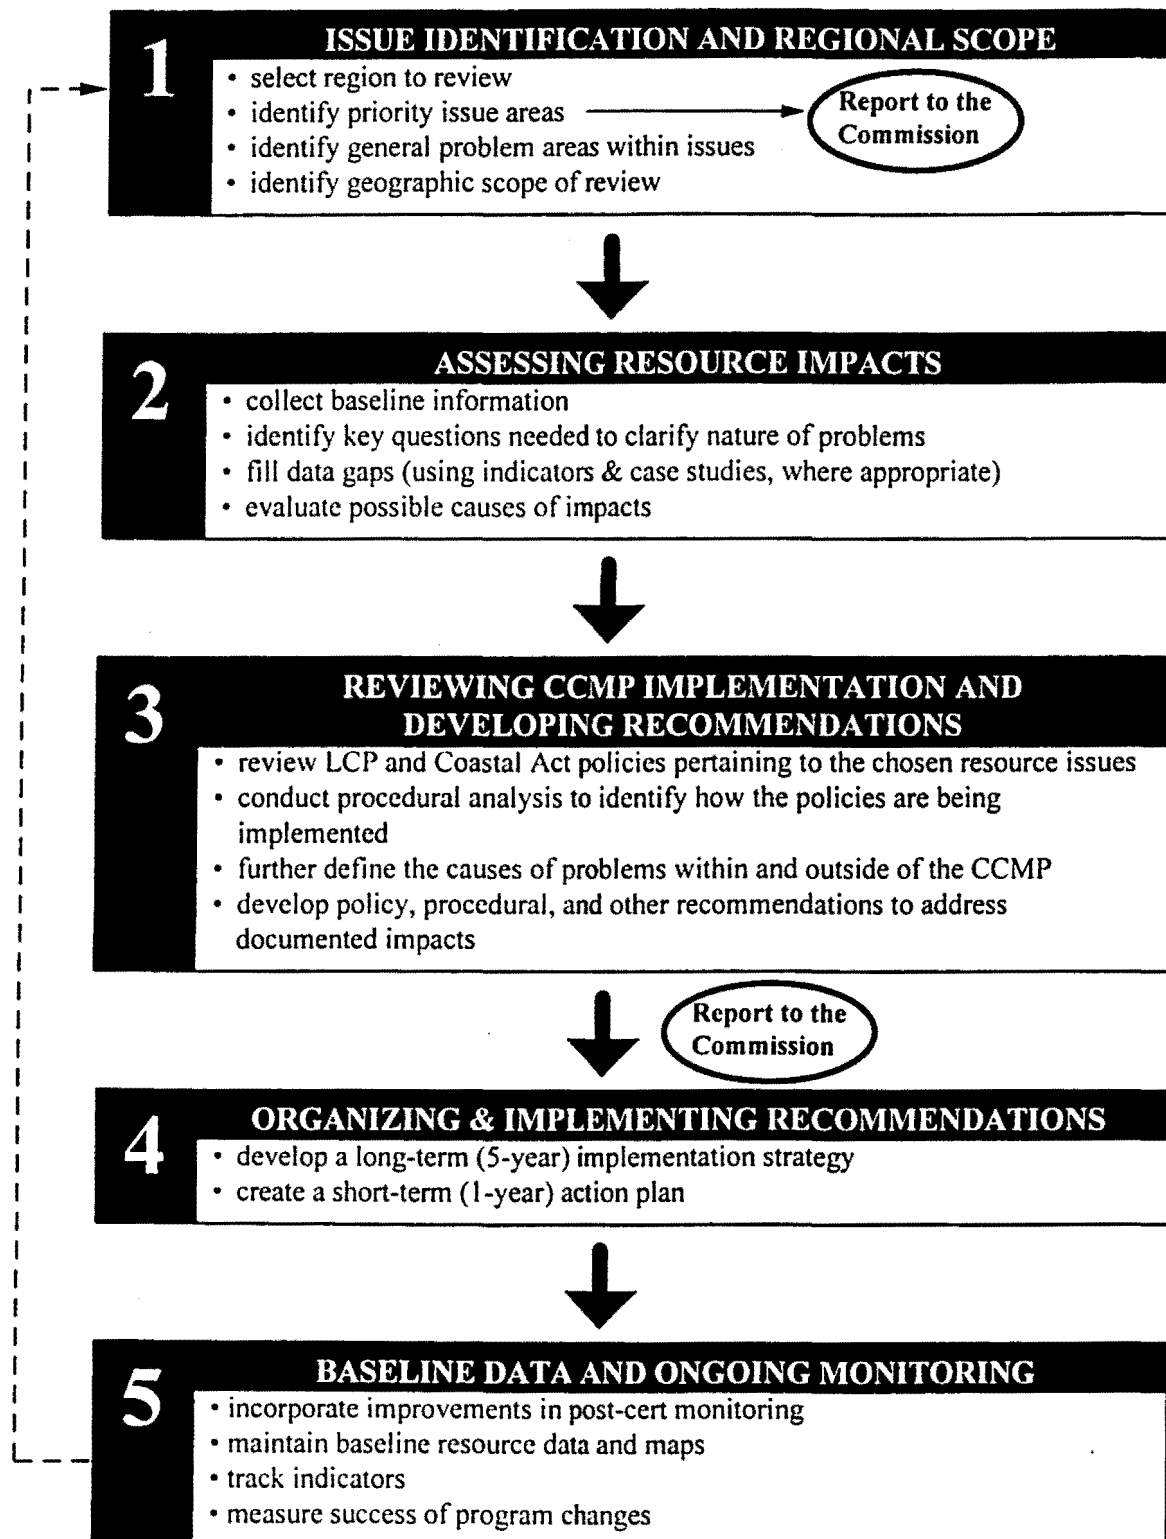 1
ISSUE IDENTIFICATION AND REGIONAL SCOPE
• select region to review
• identify priority issue areas
• identify general problem areas within issues
• identify geographic scope of review
Report to the
Commission
2
ASSESSING RESOURCE IMPACTS
• collect baseline information
• identify key questions needed to clarify nature of problems
• fill data gaps (using indicators & case studies, where appropriate)
• evaluate possible causes of impacts
3
REVIEWING CCMP IMPLEMENTATION AND
DEVELOPING RECOMMENDATIONS
• review LCP and Coastal Act policies pertaining to the chosen resource issues
• conduct procedural analysis to identify how the policies are being
implemented
• further define the causes of problems within and outside of the CCMP
• develop policy, procedural, and other recommendations to address
documented impacts
Report to the
Commission
4
ORGANIZING & IMPLEMENTING RECOMMENDATIONS
• develop a long-term (5-year) implementation strategy
• create a short-term (1-year) action plan
5
BASELINE DATA AND ONGOING MONITORING
• incorporate improvements in post-cert monitoring
• maintain baseline resource data and maps
• track indicators
• measure success of program changes